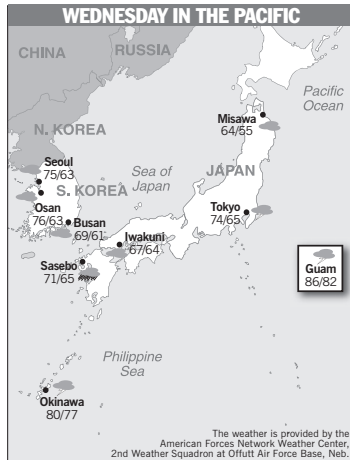 WEDNESDAY IN THE PACIFIC
CHINA
RUSSIA
Pacific
Ocean
Misawa
64/55
N. KOREA
Seoul
75/63
Sea of
Japan
JAPAN
S. KOREA
Osan
76/63
Busan
69/61
Tokyo
74/65
Iwakuni
67/64
Sasebo
71/65
Guam
86/82
Philippine
Sea
Okinawa
80/77
The weather is provided by the
American Forces Network Weather Center,
2nd Weather Squadron at Offutt Air Force Base, Neb.